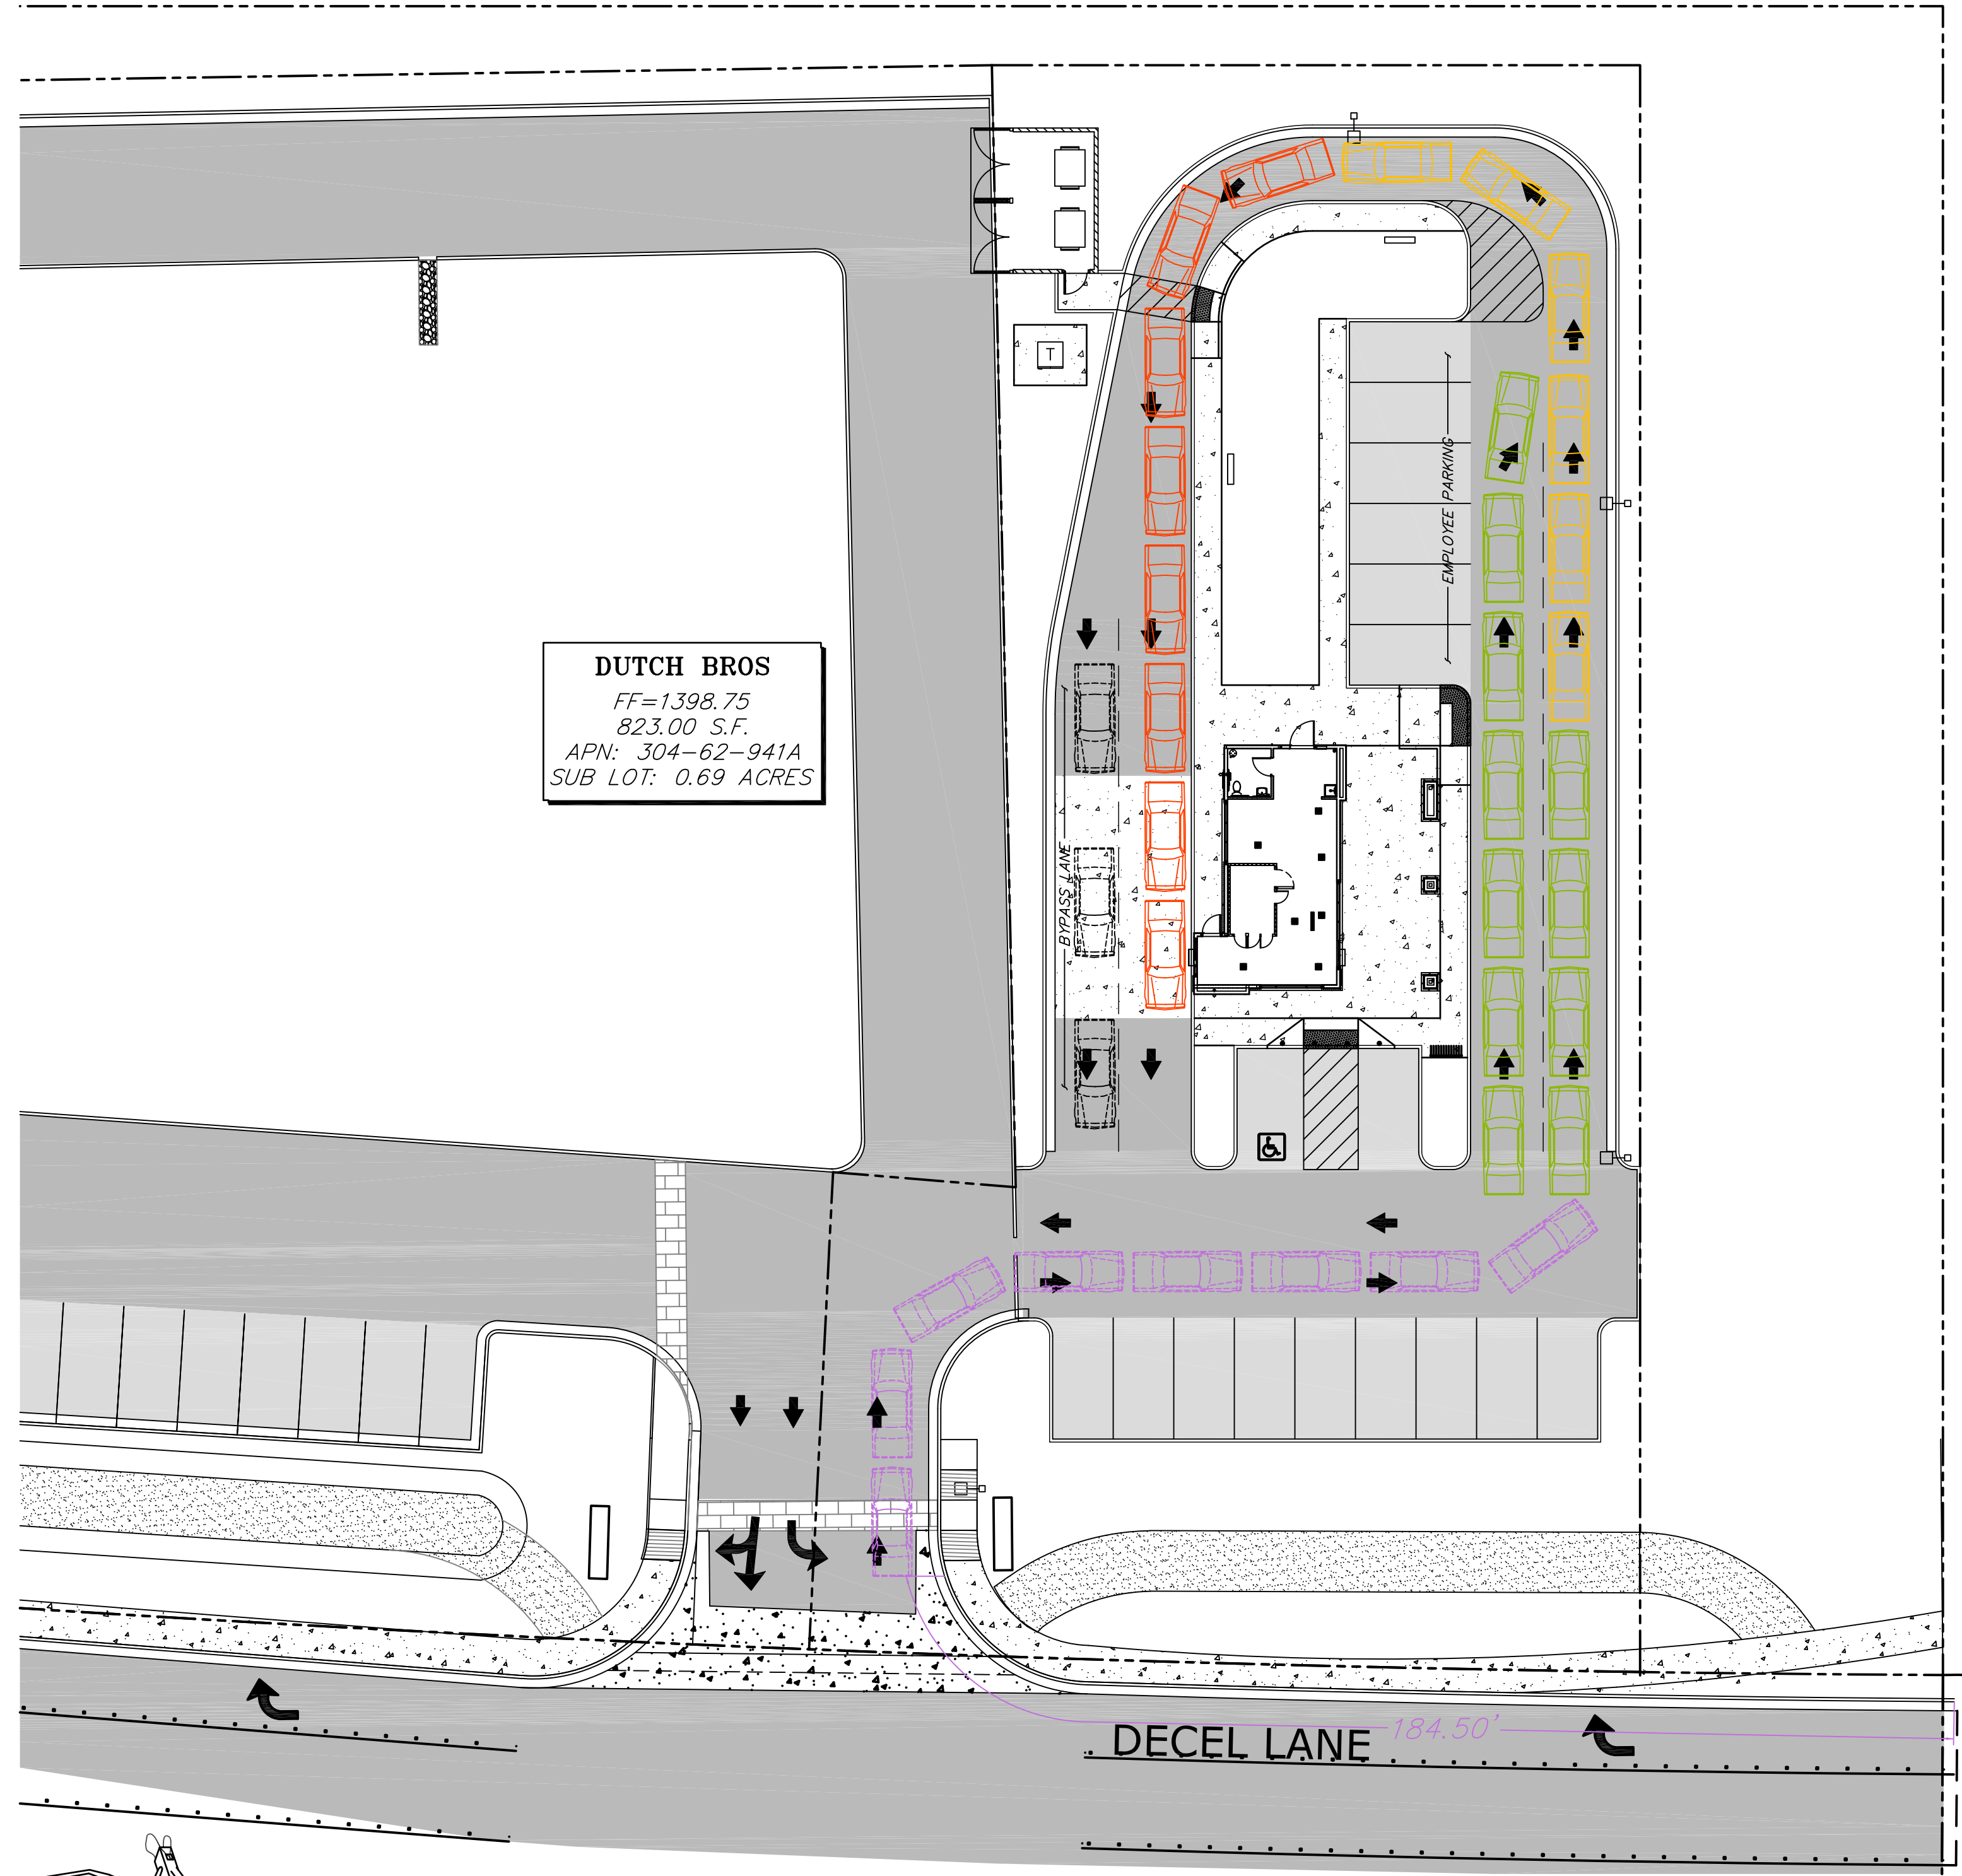 T
EMPLOYEE PARKING
DUTCH BROS
FF=1398.75
823.00 S.F.
APN: 304-62-941A
SUB LOT: 0.69 ACRES
BYPASS LANE
DECEL LANE
184.50'